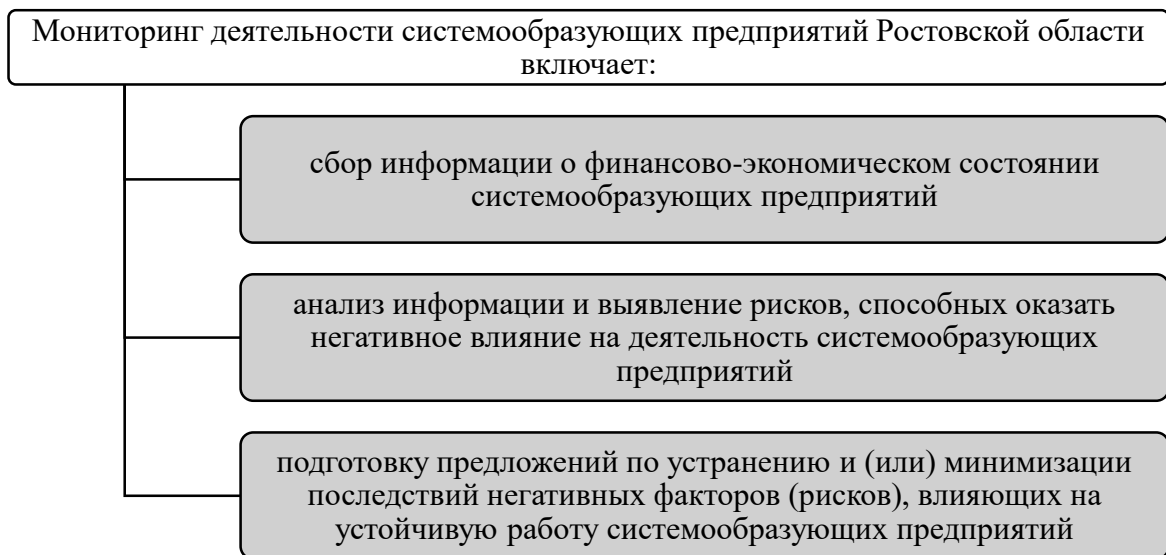 Мониторинг деятельности системообразующих предприятий Ростовской области
включает:
сбор информации о финансово-экономическом состоянии
системообразующих предприятий
анализ информации и выявление рисков, способных оказать
негативное влияние на деятельность системообразующих
предприятий
подготовку предложений по устранению и (или) минимизации
последствий негативных факторов (рисков), влияющих на
устойчивую работу системообразующих предприятий